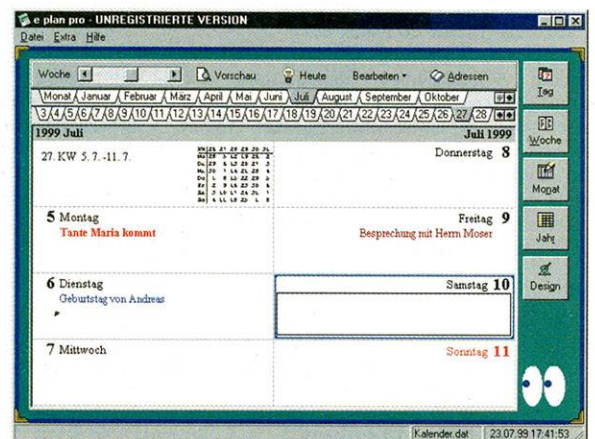 e plan pro - UNREGISTRIERTE VERSION
Datei Extra Hilfe
Woche Vorschau Heute Bearbeiten Adressen
Monat Januar Februar März April Mai Juni Juli August September Oktober
3 4 5 6 7 8 9 10 11 12 13 14 15 16 17 18 19 20 21 22 23 24 25 26 27 28
1999 Juli Juli 1999
27. KW 5. 7. -11. 7.
Donnerstag 8
5 Montag
Tante Maria kommt
Freitag 9
Besprechung mit Herrn Moser
6 Dienstag
Geburtstag von Andreas
Samstag 10
7 Mittwoch
Sonntag 11
Tag
Woche
Monat
Jahr
Design
Kalender.dat 23.07.99 17:41:53